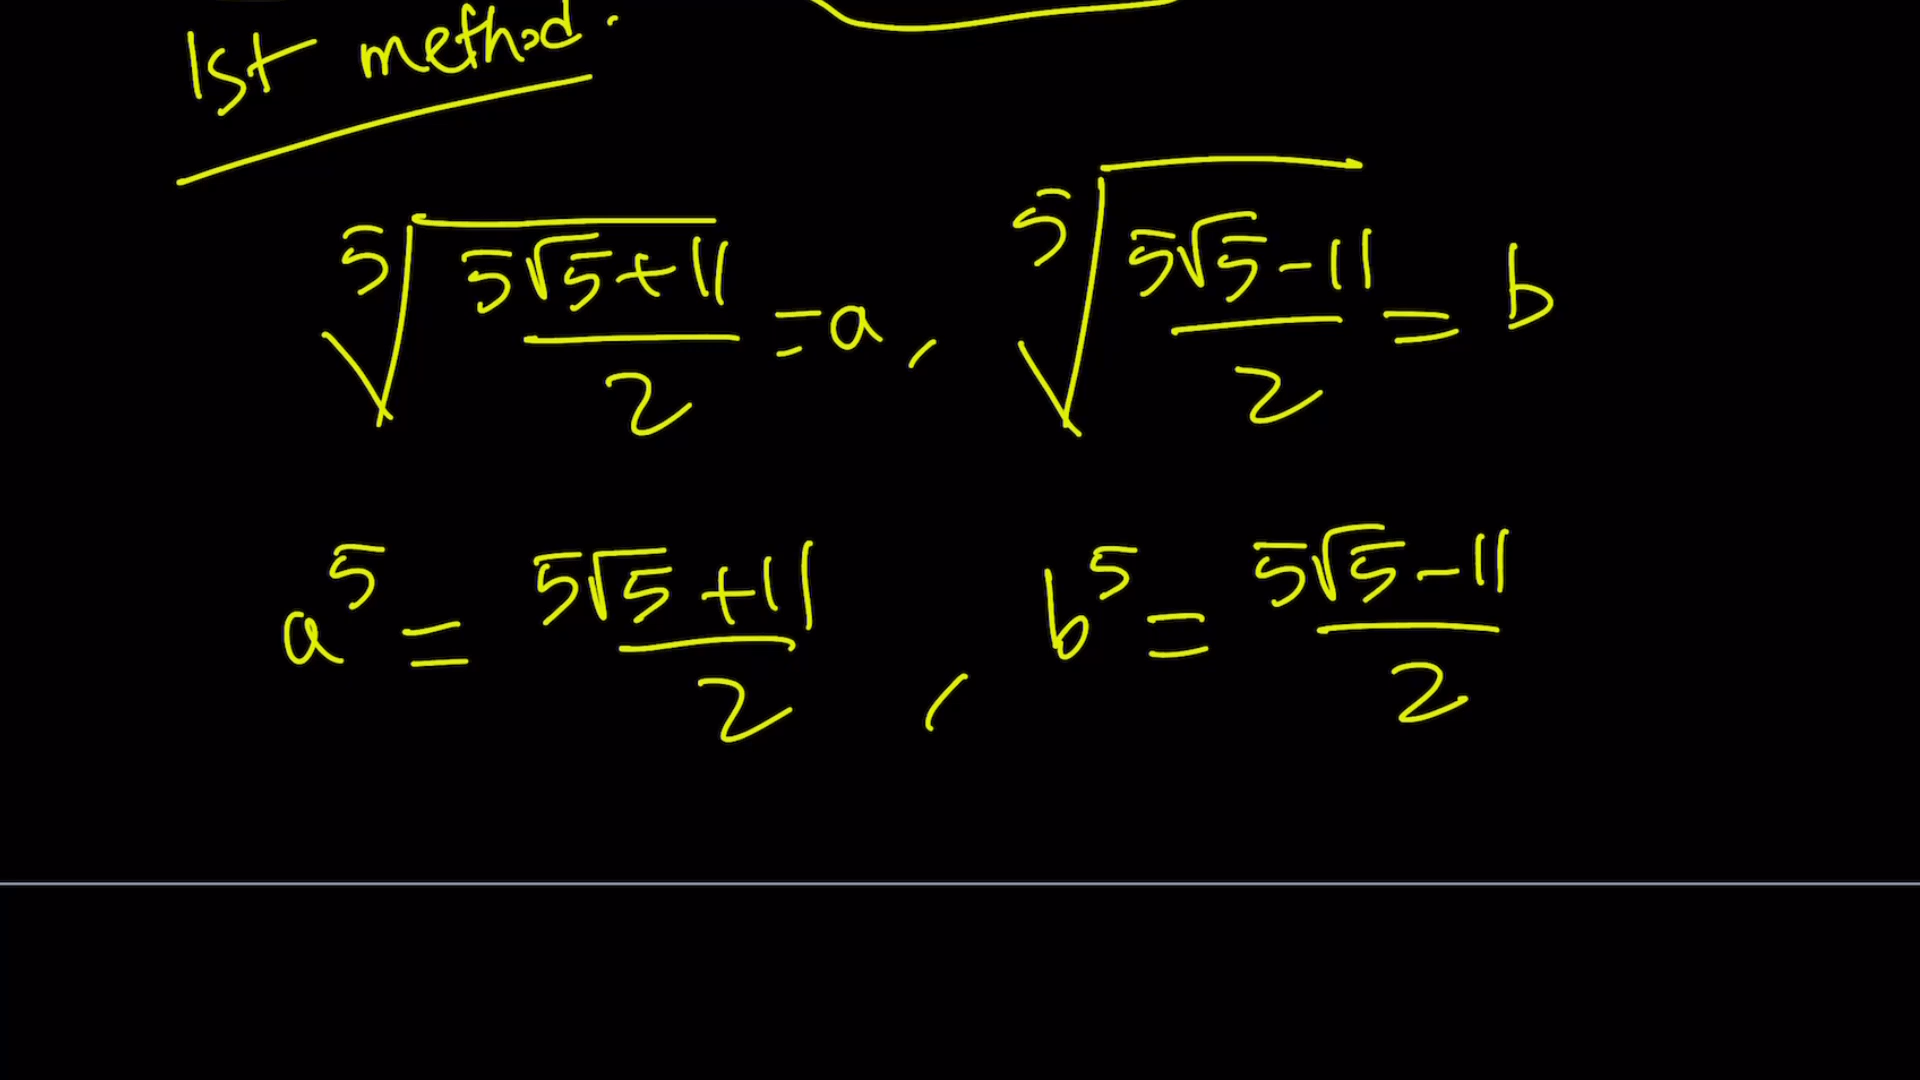 1st method.
⁵√((5√5+11)/2) = a, ⁵√((5√5-11)/2) = b
a⁵ = (5√5+11)/2, b⁵ = (5√5-11)/2